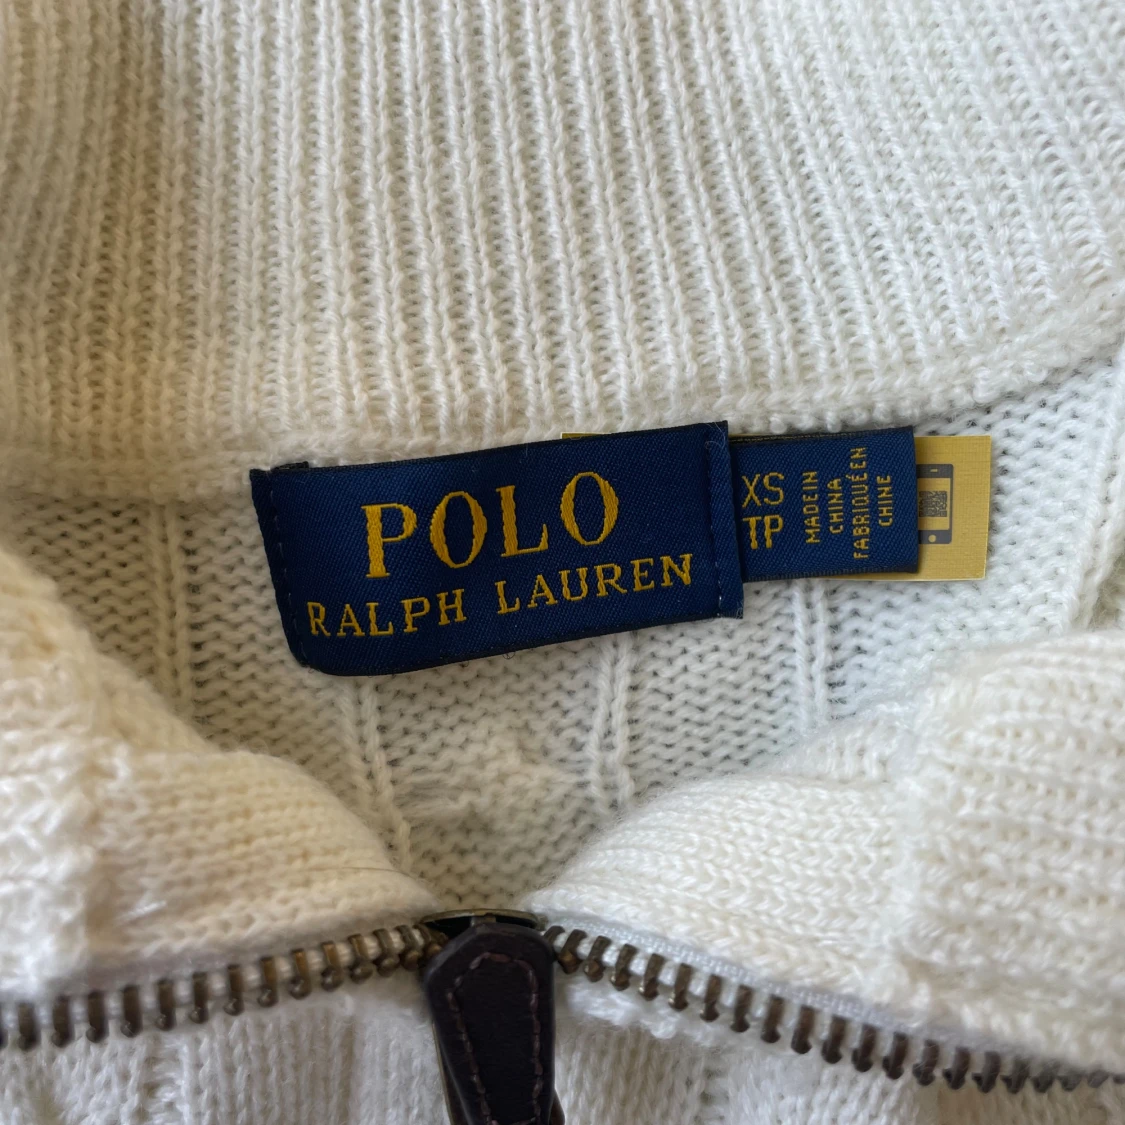 POLO
RALPH LAUREN
XS
TP
MADE IN
CHINA
FABRIQUÉ EN
CHINE